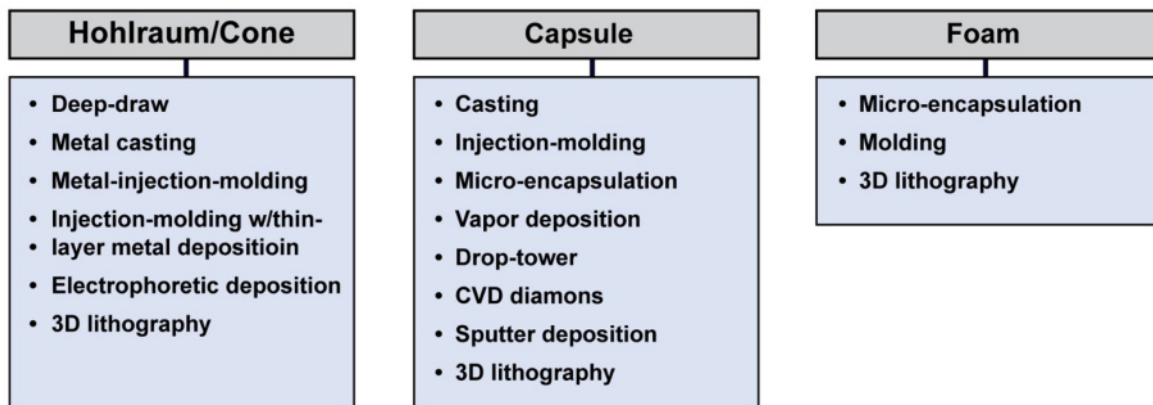 Hohlraum/Cone
• Deep-draw
• Metal casting
• Metal-injection-molding
• Injection-molding w/thin-
• layer metal depositioin
• Electrophoretic deposition
• 3D lithography
Capsule
• Casting
• Injection-molding
• Micro-encapsulation
• Vapor deposition
• Drop-tower
• CVD diamons
• Sputter deposition
• 3D lithography
Foam
• Micro-encapsulation
• Molding
• 3D lithography